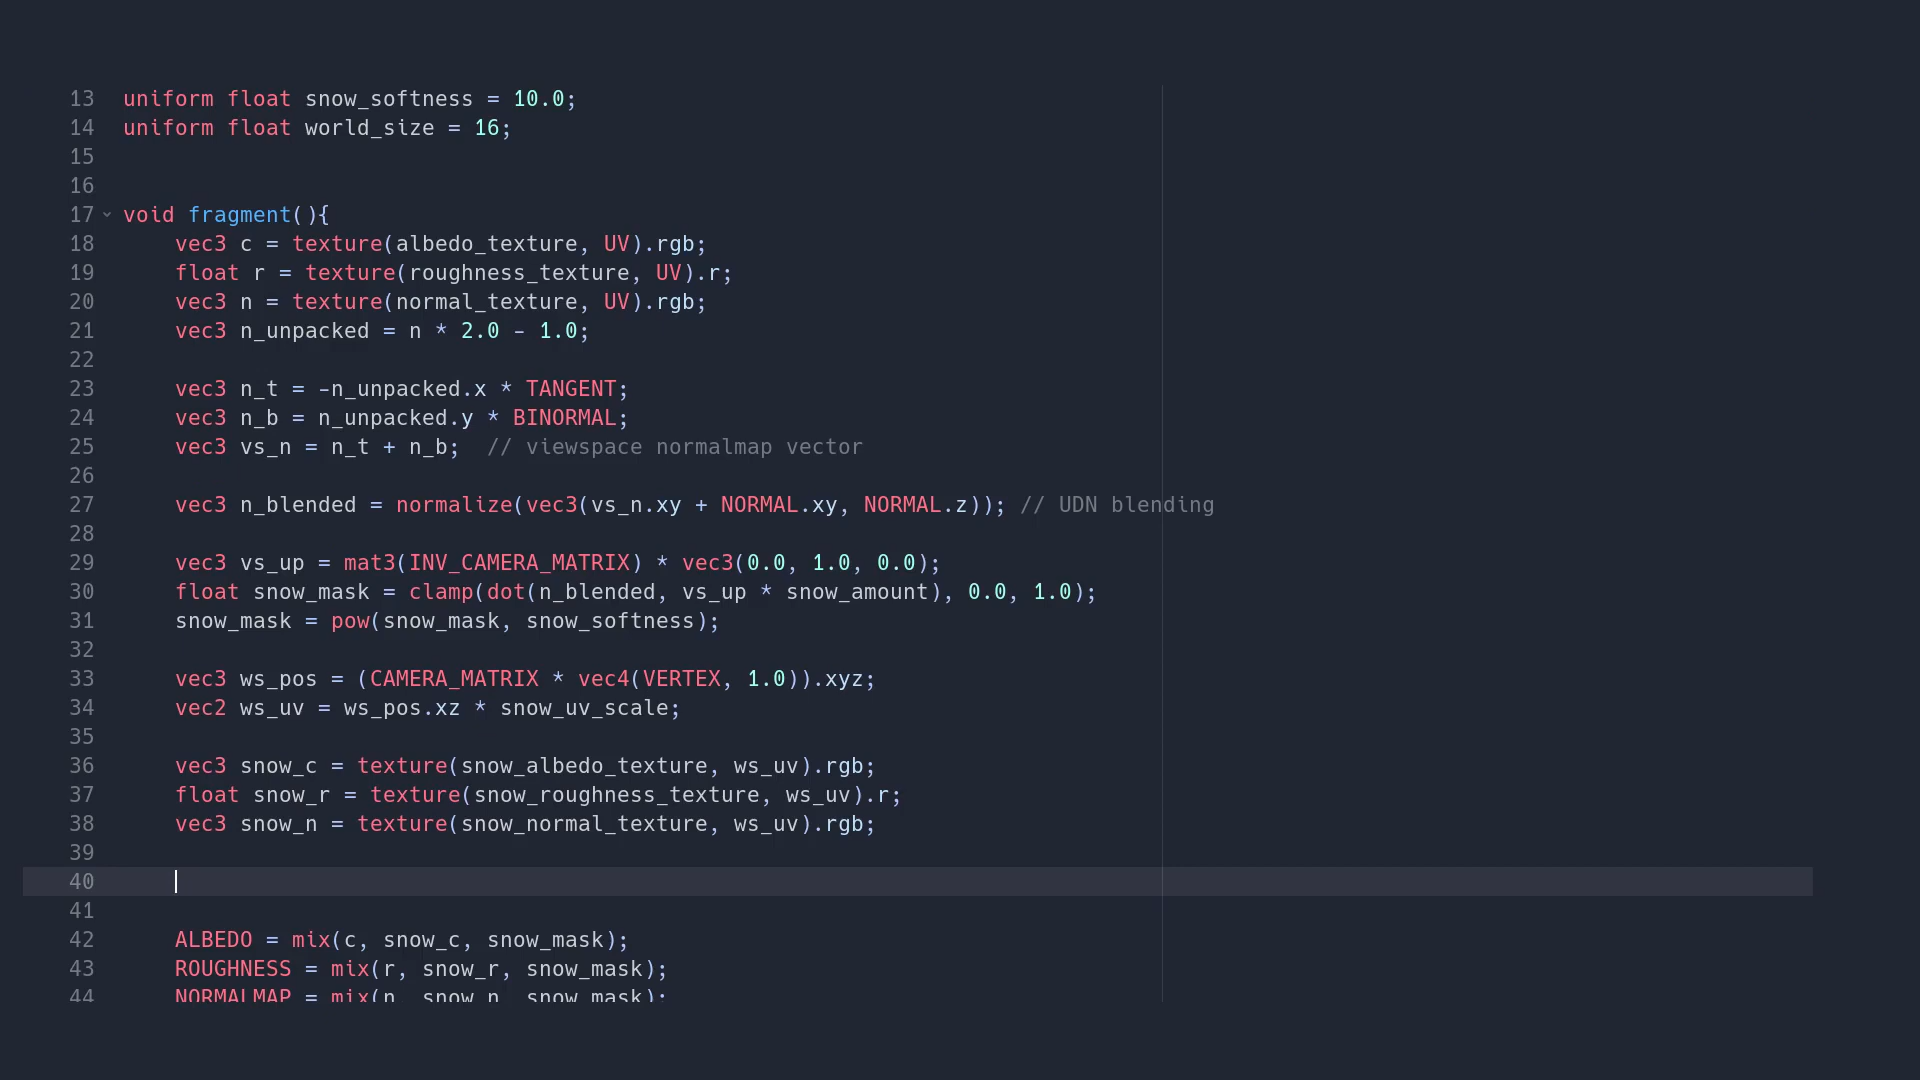 13 uniform float snow_softness = 10.0;
14 uniform float world_size = 16;
15
16
17 void fragment(){
18 vec3 c = texture(albedo_texture, UV).rgb;
19 float r = texture(roughness_texture, UV).r;
20 vec3 n = texture(normal_texture, UV).rgb;
21 vec3 n_unpacked = n * 2.0 - 1.0;
22
23 vec3 n_t = -n_unpacked.x * TANGENT;
24 vec3 n_b = n_unpacked.y * BINORMAL;
25 vec3 vs_n = n_t + n_b;  // viewspace normalmap vector
26
27 vec3 n_blended = normalize(vec3(vs_n.xy + NORMAL.xy, NORMAL.z)); // UDN blending
28
29 vec3 vs_up = mat3(INV_CAMERA_MATRIX) * vec3(0.0, 1.0, 0.0);
30 float snow_mask = clamp(dot(n_blended, vs_up * snow_amount), 0.0, 1.0);
31 snow_mask = pow(snow_mask, snow_softness);
32
33 vec3 ws_pos = (CAMERA_MATRIX * vec4(VERTEX, 1.0)).xyz;
34 vec2 ws_uv = ws_pos.xz * snow_uv_scale;
35
36 vec3 snow_c = texture(snow_albedo_texture, ws_uv).rgb;
37 float snow_r = texture(snow_roughness_texture, ws_uv).r;
38 vec3 snow_n = texture(snow_normal_texture, ws_uv).rgb;
39
40
41
42 ALBEDO = mix(c, snow_c, snow_mask);
43 ROUGHNESS = mix(r, snow_r, snow_mask);
44 NORMALMAP = mix(n, snow_n, snow_mask);